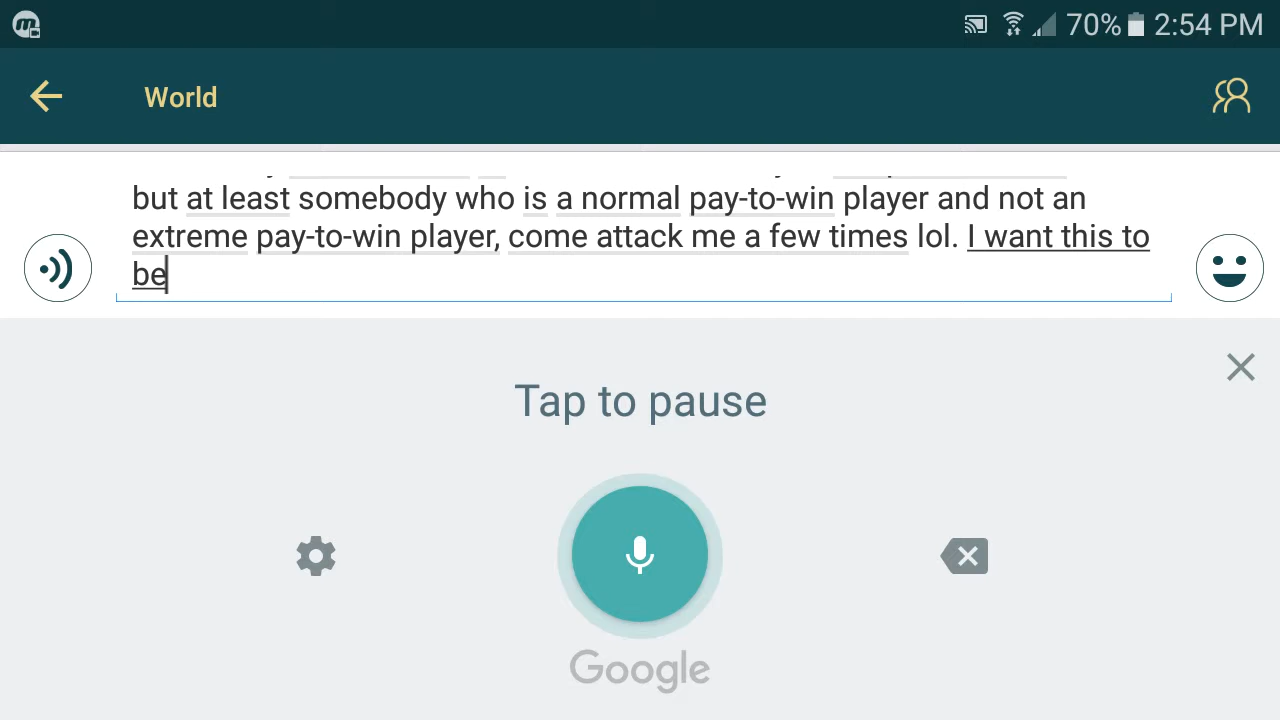 70% 2:54 PM
World
but at least somebody who is a normal pay-to-win player and not an
extreme pay-to-win player, come attack me a few times lol. I want this to
be
Tap to pause
Google